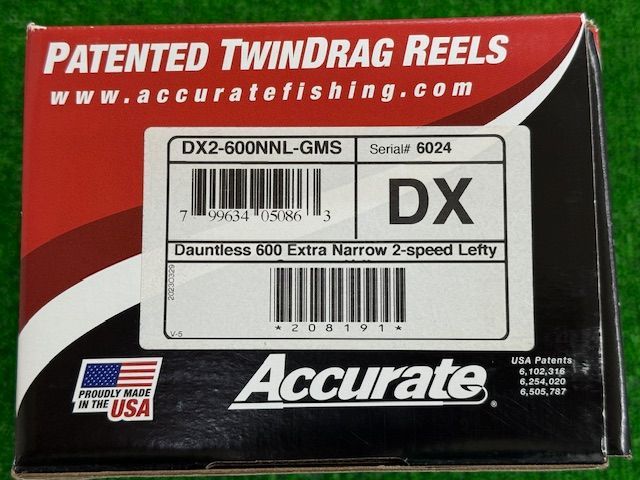 PATENTED TWINDRAG REELS
www.accuratefishing.com
DX2-600NNL-GMS
Serial# 6024
7 99634 05086 3
DX
Dauntless 600 Extra Narrow 2-speed Lefty
20230329
*208191*
V-5
PROUDLY MADE
IN THE USA
Accurate®
USA Patents
6,102,316
6,254,020
6,505,787